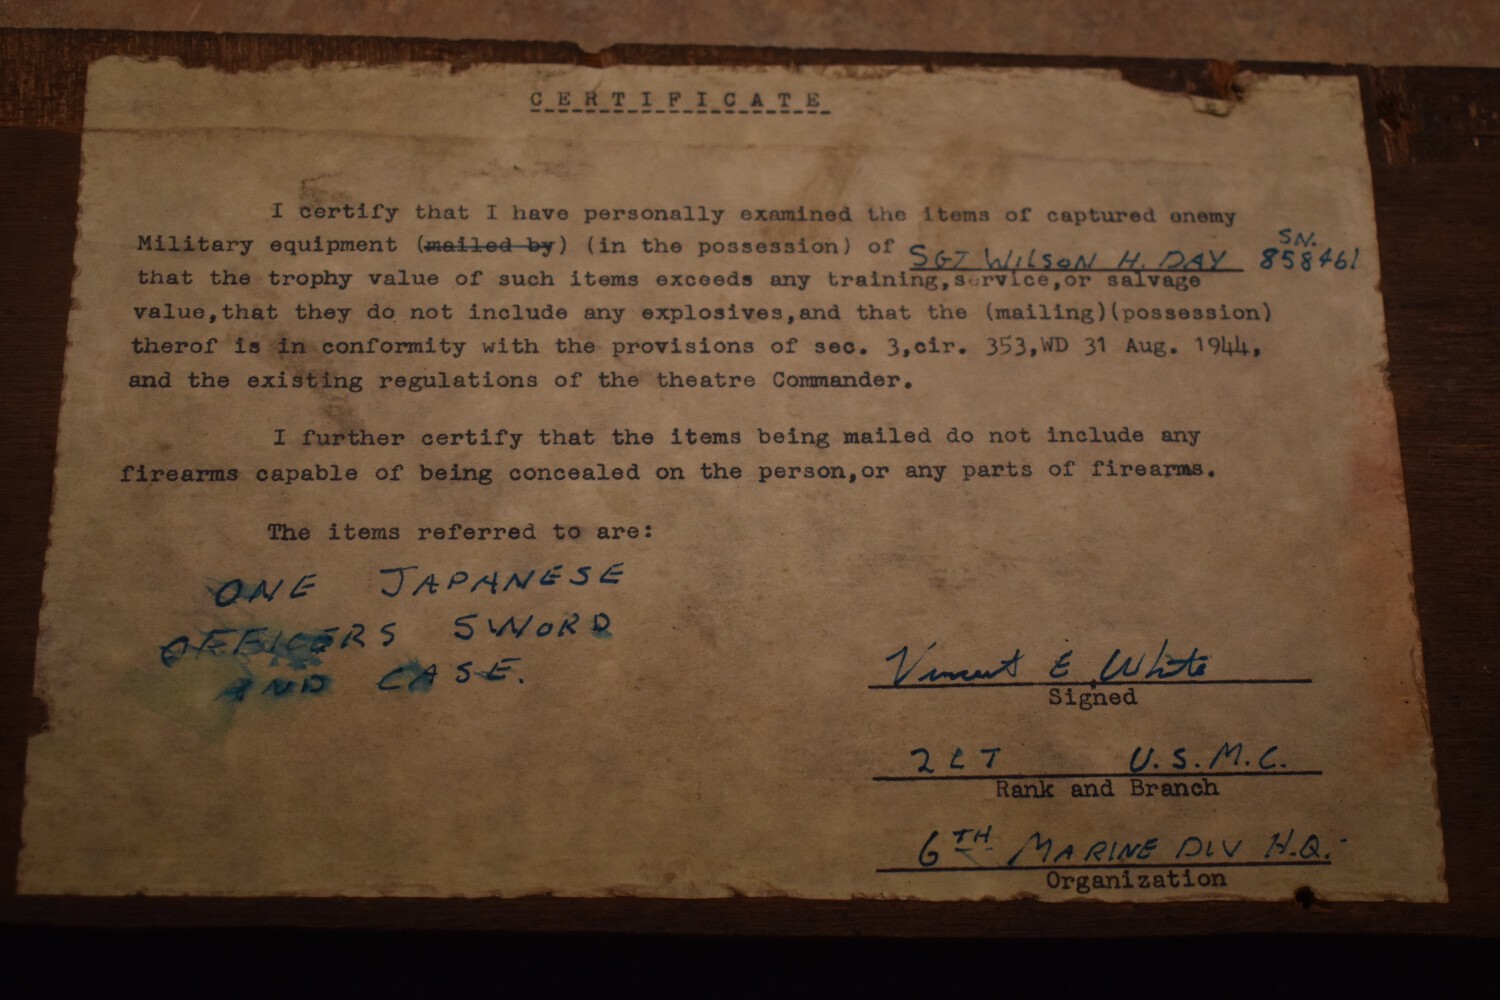 CERTIFICATE
I certify that I have personally examined the items of captured enemy
Military equipment (mailed by) (in the possession) of SGT WILSON H. DAY SN. 858461
that the trophy value of such items exceeds any training,service,or salvage
value,that they do not include any explosives,and that the (mailing)(possession)
therof is in conformity with the provisions of sec. 3,cir. 353,WD 31 Aug. 1944,
and the existing regulations of the theatre Commander.
I further certify that the items being mailed do not include any
firearms capable of being concealed on the person,or any parts of firearms.
The items referred to are:
ONE JAPANESE
OFFICERS SWORD
AND CASE.
Vincent E. White
Signed
2LT U.S.M.C.
Rank and Branch
6TH MARINE DIV H.Q.
Organization